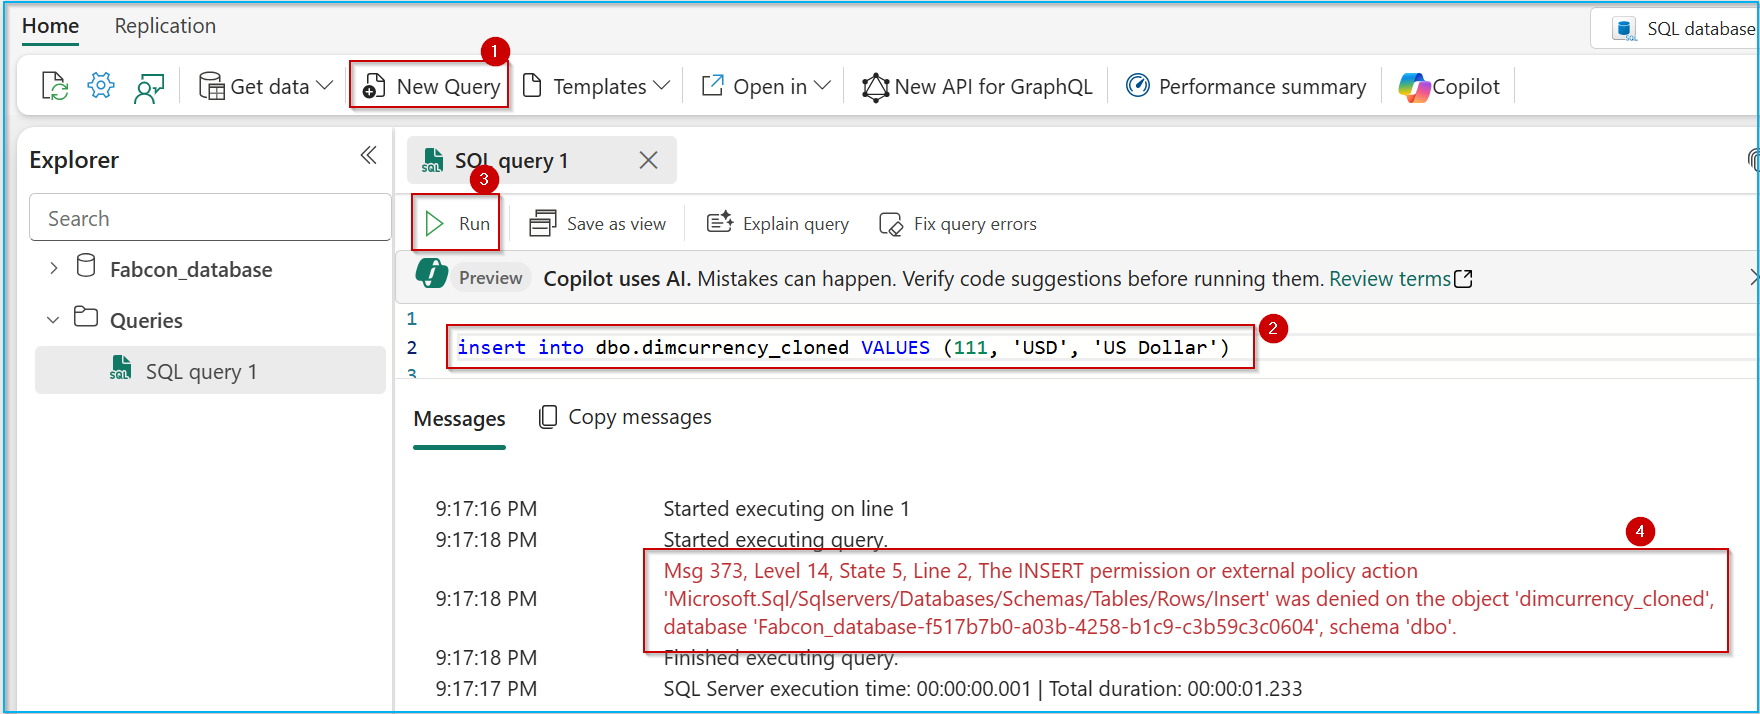 Home Replication
SQL database
1
Get data New Query Templates Open in New API for GraphQL Performance summary Copilot
Explorer
SQL query 1
3
Search
Run Save as view Explain query Fix query errors
Fabcon_database
Preview Copilot uses AI. Mistakes can happen. Verify code suggestions before running them. Review terms
Queries
SQL query 1
1
2
2 insert into dbo.dimcurrency_cloned VALUES (111, 'USD', 'US Dollar')
3
Messages Copy messages
9:17:16 PM Started executing on line 1
9:17:18 PM Started executing query.
4
Msg 373, Level 14, State 5, Line 2, The INSERT permission or external policy action
9:17:18 PM 'Microsoft.Sql/Sqlservers/Databases/Schemas/Tables/Rows/Insert' was denied on the object 'dimcurrency_cloned',
database 'Fabcon_database-f517b7b0-a03b-4258-b1c9-c3b59c3c0604', schema 'dbo'.
9:17:18 PM Finished executing query.
9:17:17 PM SQL Server execution time: 00:00:00.001 | Total duration: 00:00:01.233